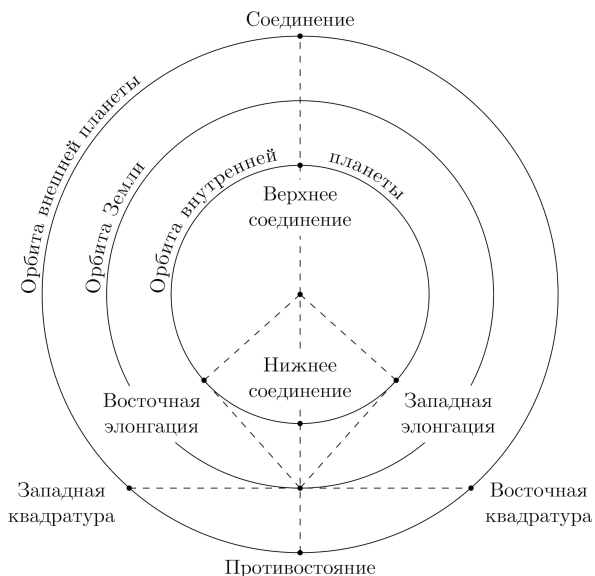 Соединение
Орбита внешней планеты
Орбита Земли
Орбита внутренней планеты
Верхнее
соединение
Нижнее
соединение
Восточная
элонгация
Западная
элонгация
Западная
квадратура
Восточная
квадратура
Противостояние